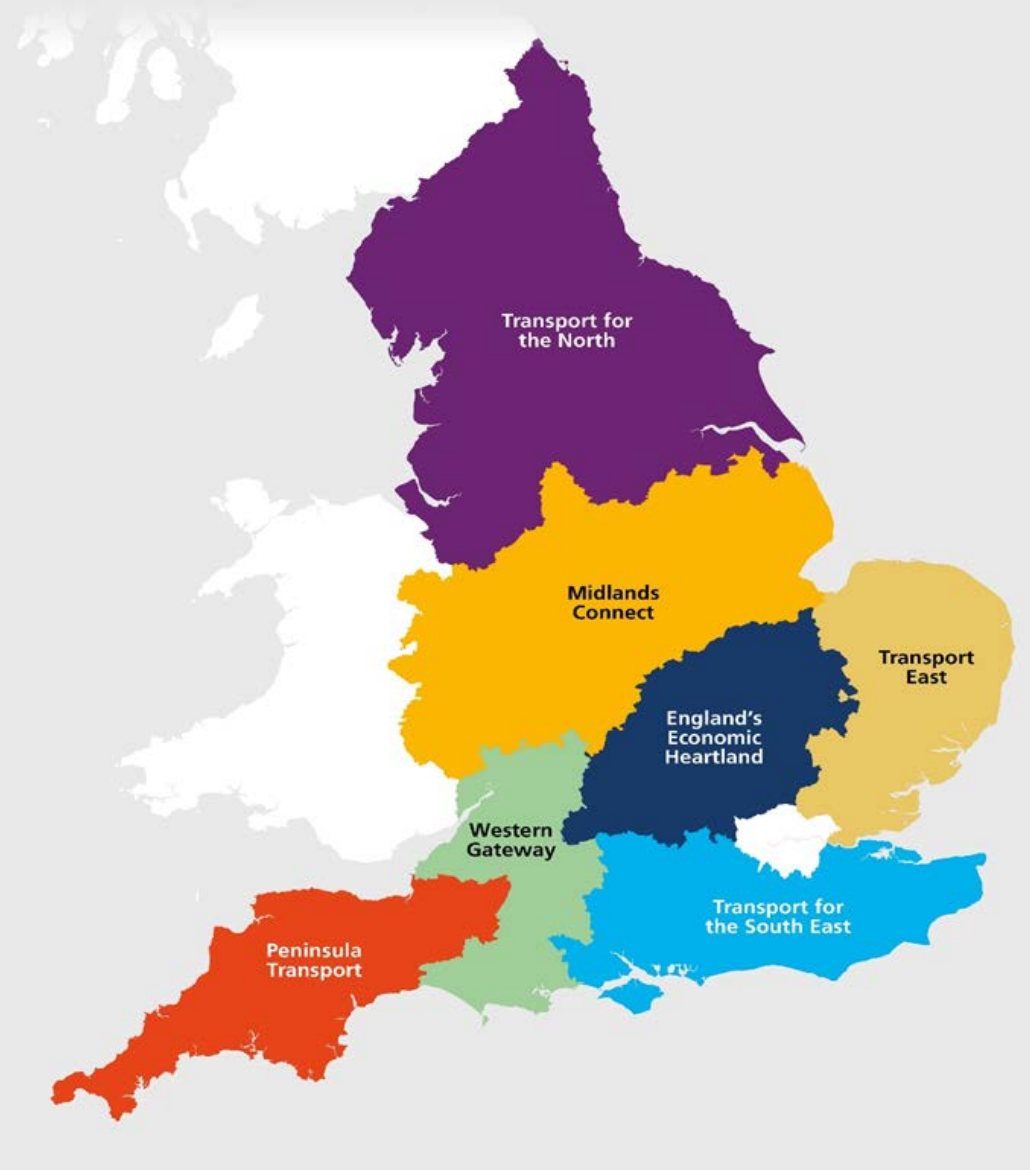 Transport for
the North
Midlands
Connect
Transport
East
England’s
Economic
Heartland
Western
Gateway
Transport for
the South East
Peninsula
Transport